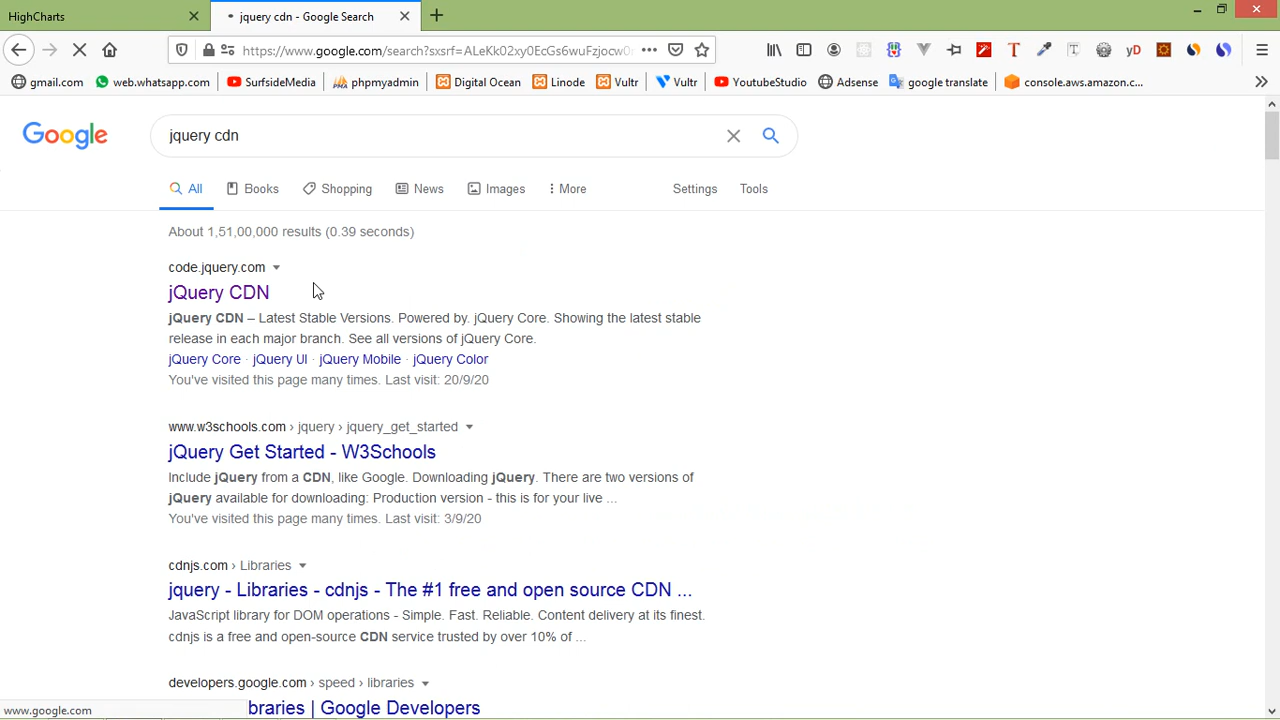 HighCharts
jquery cdn - Google Search
https://www.google.com/search?sxsrf=ALeKk02xy0EcGs6wuFzjocw0
gmail.com
web.whatsapp.com
SurfsideMedia
phpmyadmin
Digital Ocean
Linode
Vultr
Vultr
YoutubeStudio
Adsense
google translate
console.aws.amazon.c...
Google
jquery cdn
All
Books
Shopping
News
Images
More
Settings
Tools
About 1,51,00,000 results (0.39 seconds)
code.jquery.com
jQuery CDN
jQuery CDN – Latest Stable Versions. Powered by. jQuery Core. Showing the latest stable
release in each major branch. See all versions of jQuery Core.
jQuery Core · jQuery UI · jQuery Mobile · jQuery Color
You've visited this page many times. Last visit: 20/9/20
www.w3schools.com › jquery › jquery_get_started
jQuery Get Started - W3Schools
Include jQuery from a CDN, like Google. Downloading jQuery. There are two versions of
jQuery available for downloading: Production version - this is for your live ...
You've visited this page many times. Last visit: 3/9/20
cdnjs.com › Libraries
jquery - Libraries - cdnjs - The #1 free and open source CDN ...
JavaScript library for DOM operations - Simple. Fast. Reliable. Content delivery at its finest.
cdnjs is a free and open-source CDN service trusted by over 10% of ...
developers.google.com › speed › libraries
braries | Google Developers
www.google.com